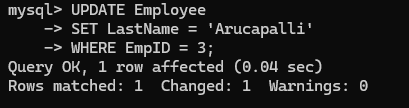 mysql> UPDATE Employee
    -> SET LastName = 'Arucapalli'
    -> WHERE EmpID = 3;
Query OK, 1 row affected (0.04 sec)
Rows matched: 1  Changed: 1  Warnings: 0